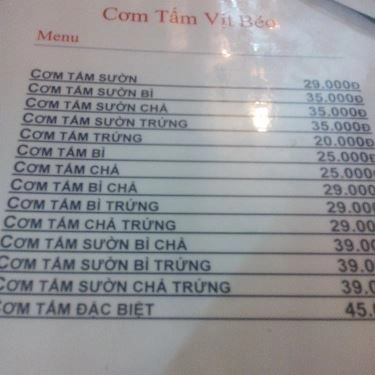 Cơm Tấm Vịt Béo
Menu
CƠM TẤM SƯỜN 29.000Đ
CƠM TẤM SƯỜN BÌ 35.000Đ
CƠM TẤM SƯỜN CHẢ 35.000Đ
CƠM TẤM SƯỜN TRỨNG 35.000Đ
CƠM TẤM TRỨNG 20.000Đ
CƠM TẤM BÌ 25.000Đ
CƠM TẤM CHẢ 25.000
CƠM TẤM BÌ CHẢ 29.000
CƠM TẤM BÌ TRỨNG 29.000
CƠM TẤM CHẢ TRỨNG 29.00
CƠM TẤM SƯỜN BÌ CHẢ 39.00
CƠM TẤM SƯỜN BÌ TRỨNG 39.0
CƠM TẤM SƯỜN CHẢ TRỨNG 39.0
CƠM TẤM ĐẶC BIỆT 45.